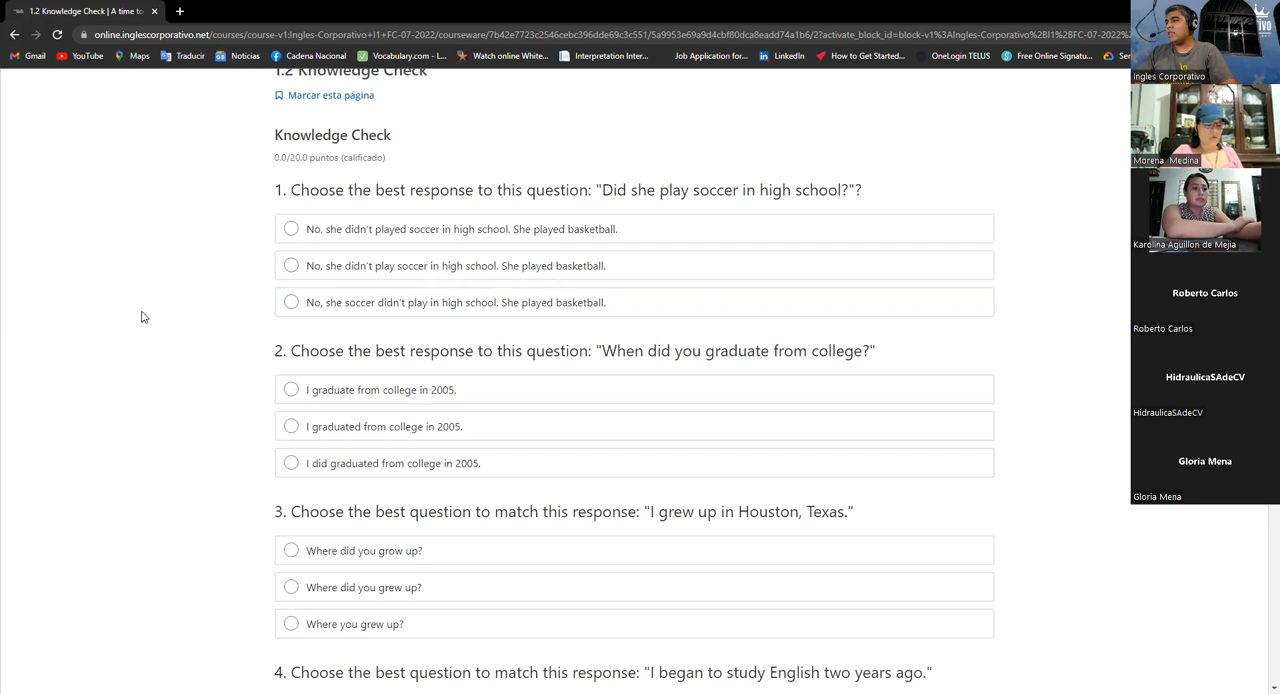 1.2 Knowledge Check | A time to
online.inglescorporativo.net/courses/course-v1:Ingles-Corporativo+I1+FC-07-2022/courseware/7b42e7723c2546cebc396dde69c3c551/5a9953e69a9d4cbf80dca8eadd74a1b6/2?activate_block_id=block-v1%3AIngles-Corporativo%2BI1%2BFC-07-2022%2
Gmail YouTube Maps Traducir Noticias Cadena Nacional Vocabulary.com - L... Watch online White... Interpretation Inter... Job Application for... LinkedIn How to Get Started... OneLogin TELUS Free Online Signatu... Ser
1.2 Knowledge Check
Marcar esta página
Knowledge Check
0.0/20.0 puntos (calificado)
1. Choose the best response to this question: "Did she play soccer in high school?"?
No, she didn't played soccer in high school. She played basketball.
No, she didn't play soccer in high school. She played basketball.
No, she soccer didn't play in high school. She played basketball.
2. Choose the best response to this question: "When did you graduate from college?"
I graduate from college in 2005.
I graduated from college in 2005.
I did graduated from college in 2005.
3. Choose the best question to match this response: "I grew up in Houston, Texas."
Where did you grow up?
Where did you grew up?
Where you grew up?
4. Choose the best question to match this response: "I began to study English two years ago."
Ingles Corporativo
Morena Medina
Karolina Aguillon de Mejia
Roberto Carlos
Roberto Carlos
HidraulicaSAdeCV
HidraulicaSAdeCV
Gloria Mena
Gloria Mena